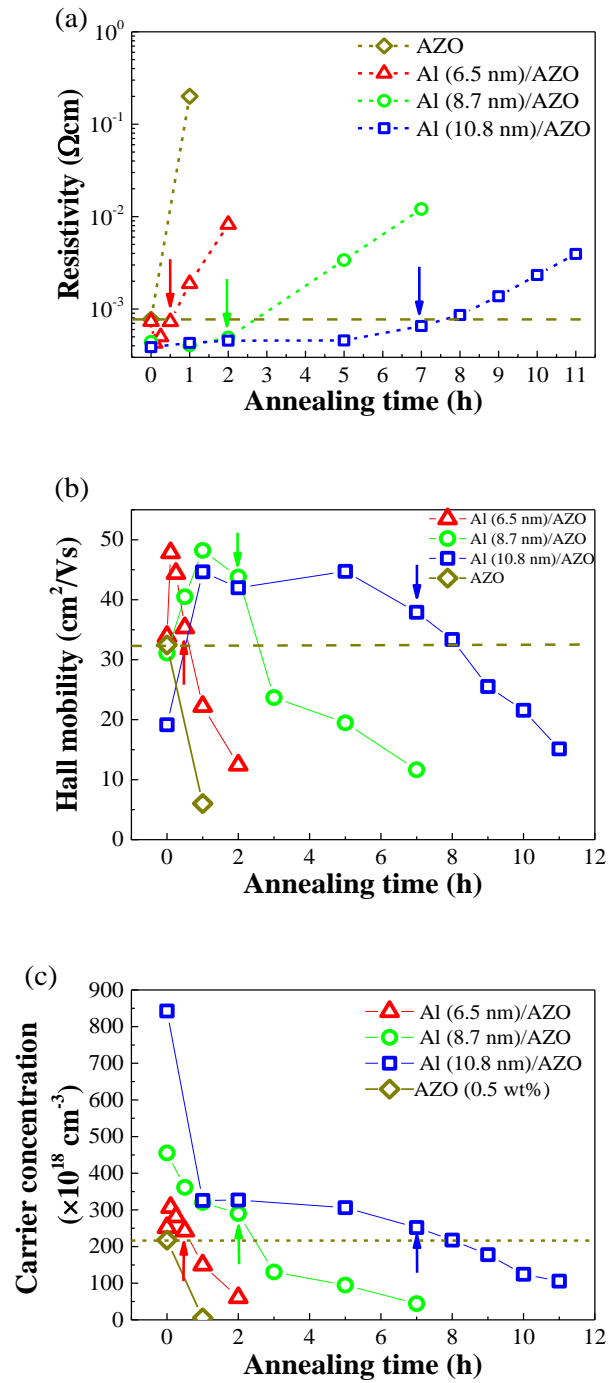 (a)
10^0
10^-1
10^-2
10^-3
Resistivity (Ωcm)
AZO
Al (6.5 nm)/AZO
Al (8.7 nm)/AZO
Al (10.8 nm)/AZO
0 1 2 3 4 5 6 7 8 9 10 11
Annealing time (h)
(b)
50
40
30
20
10
0
Hall mobility (cm²/Vs)
Al (6.5 nm)/AZO
Al (8.7 nm)/AZO
Al (10.8 nm)/AZO
AZO
0 2 4 6 8 10 12
Annealing time (h)
(c)
900
800
700
600
500
400
300
200
100
0
Carrier concentration
(×10^18 cm^-3)
Al (6.5 nm)/AZO
Al (8.7 nm)/AZO
Al (10.8 nm)/AZO
AZO (0.5 wt%)
0 2 4 6 8 10 12
Annealing time (h)